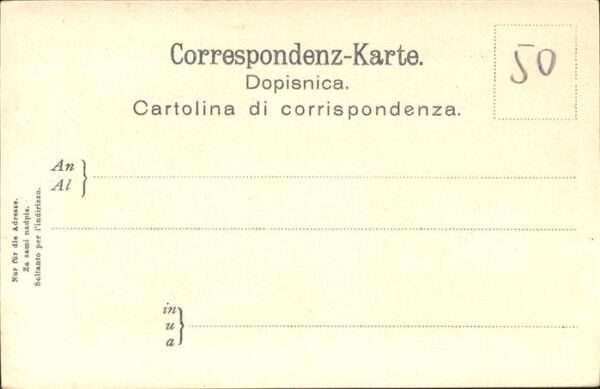 Correspondenz-Karte.
Dopisnica.
Cartolina di corrispondenza.
50
An
Al
Nur für die Adresse.
Za sami nadpis.
Soltanto per l'indirizzo.
in
u
a